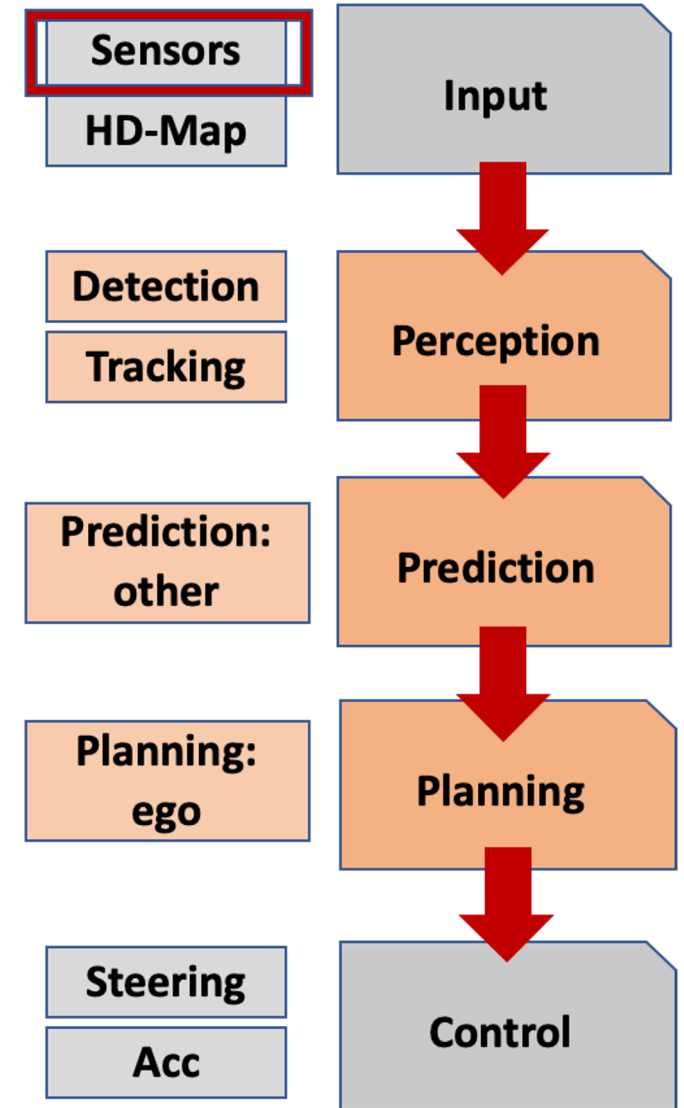 Sensors
HD-Map
Input
Detection
Tracking
Perception
Prediction:
other
Prediction
Planning:
ego
Planning
Steering
Acc
Control